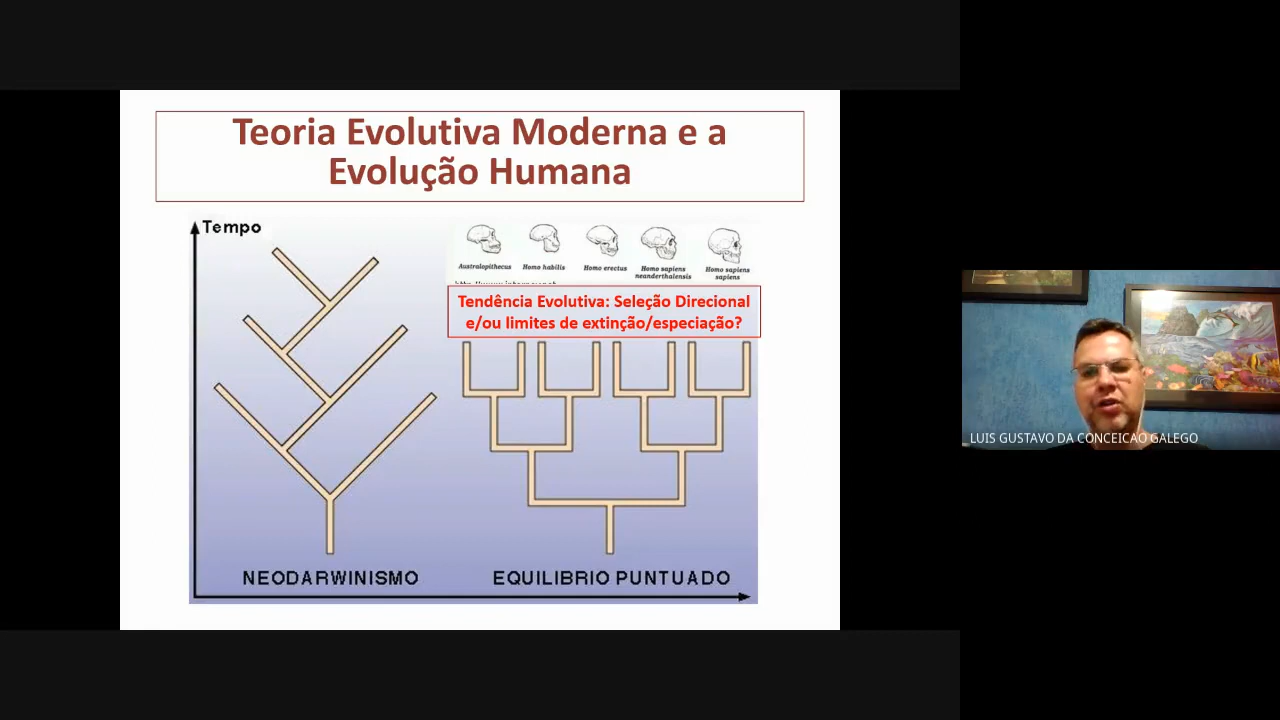 Teoria Evolutiva Moderna e a
Evolução Humana
Tempo
Australopithecus
Homo habilis
Homo erectus
Homo sapiens
neanderthalensis
Homo sapiens
sapiens
Tendência Evolutiva: Seleção Direcional
e/ou limites de extinção/especiação?
NEODARWINISMO
EQUILIBRIO PUNTUADO
LUIS GUSTAVO DA CONCEICAO GALEGO